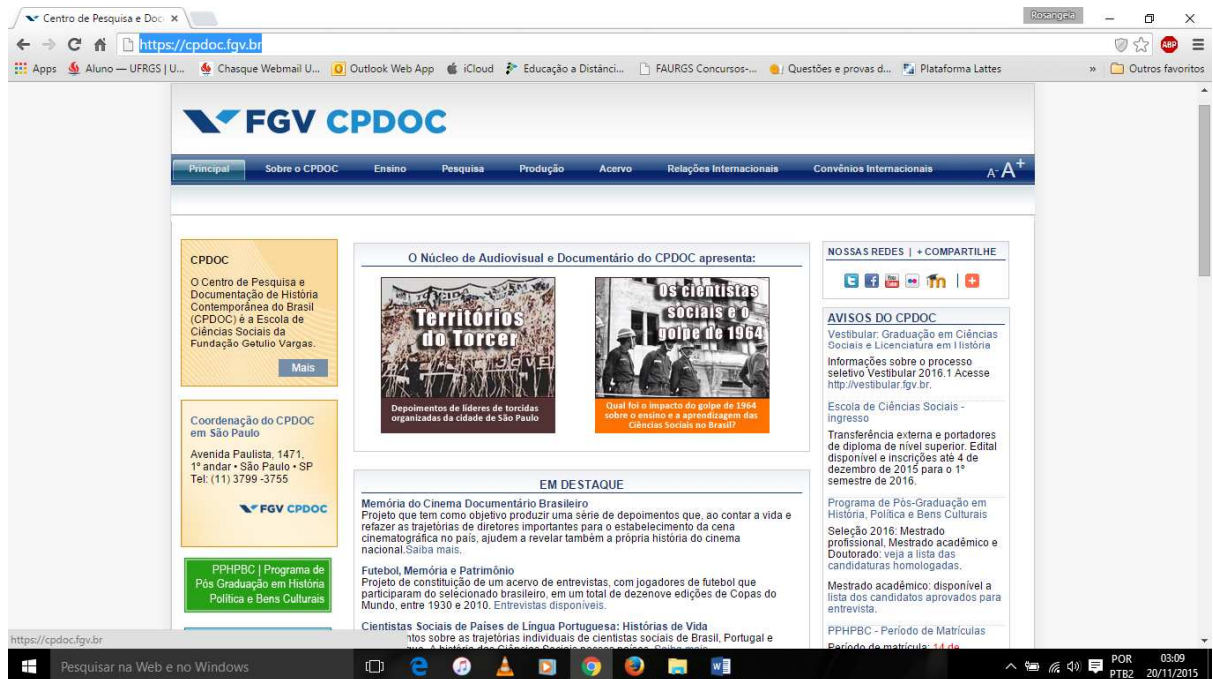 Centro de Pesquisa e Doc
Rosangela
https://cpdoc.fgv.br
ABP
Apps
Aluno — UFRGS | U...
Chasque Webmail U...
Outlook Web App
iCloud
Educação a Distânci...
FAURGS Concursos-...
Questões e provas d...
Plataforma Lattes
»
Outros favoritos
FGV CPDOC
Principal
Sobre o CPDOC
Ensino
Pesquisa
Produção
Acervo
Relações Internacionais
Convênios Internacionais
A- A+
CPDOC
O Centro de Pesquisa e
Documentação de História
Contemporânea do Brasil
(CPDOC) é a Escola de
Ciências Sociais da
Fundação Getulio Vargas.
Mais
Coordenação do CPDOC
em São Paulo
Avenida Paulista, 1471,
1º andar • São Paulo • SP
Tel: (11) 3799 -3755
FGV CPDOC
PPHPBC | Programa de
Pós Graduação em História
Política e Bens Culturais
O Núcleo de Audiovisual e Documentário do CPDOC apresenta:
Territórios
do Torcer
Depoimentos de líderes de torcidas
organizadas da cidade de São Paulo
Os cientistas
sociais e o
golpe de 1964
Qual foi o impacto do golpe de 1964
sobre o ensino e a aprendizagem das
Ciências Sociais no Brasil?
EM DESTAQUE
Memória do Cinema Documentário Brasileiro
Projeto que tem como objetivo produzir uma série de depoimentos que, ao contar a vida e
refazer as trajetórias de diretores importantes para o estabelecimento da cena
cinematográfica no país, ajudem a revelar também a própria história do cinema
nacional.Saiba mais.
Futebol, Memória e Patrimônio
Projeto de constituição de um acervo de entrevistas, com jogadores de futebol que
participaram do selecionado brasileiro, em um total de dezenove edições de Copas do
Mundo, entre 1930 e 2010. Entrevistas disponíveis.
Cientistas Sociais de Países de Língua Portuguesa: Histórias de Vida
sobre as trajetórias individuais de cientistas sociais de Brasil, Portugal e
NOSSAS REDES | + COMPARTILHE
AVISOS DO CPDOC
Vestibular: Graduação em Ciências
Sociais e Licenciatura em História
Informações sobre o processo
seletivo Vestibular 2016.1 Acesse
http://vestibular.fgv.br.
Escola de Ciências Sociais -
ingresso
Transferência externa e portadores
de diploma de nível superior. Edital
disponível e inscrições até 4 de
dezembro de 2015 para o 1º
semestre de 2016.
Programa de Pós-Graduação em
História, Política e Bens Culturais
Seleção 2016: Mestrado
profissional, Mestrado acadêmico e
Doutorado: veja a lista das
candidaturas homologadas.
Mestrado acadêmico: disponível a
lista dos candidatos aprovados para
entrevista.
PPHPBC - Período de Matrículas
Período de matrícula: 14 de
https://cpdoc.fgv.br
Pesquisar na Web e no Windows
POR
PTB2
03:09
20/11/2015